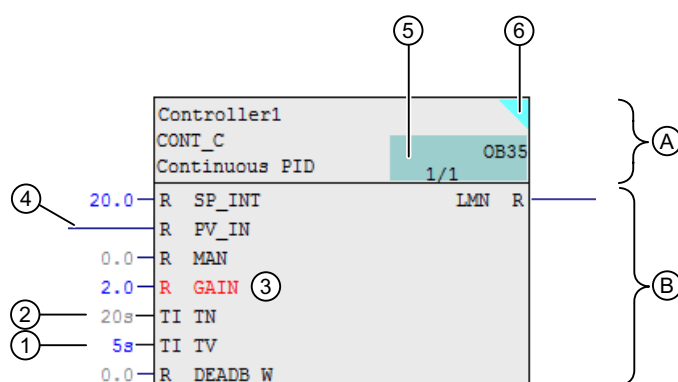 5 6
Controller1
CONT_C OB35
Continuous PID 1/1
A
4 20.0 R SP_INT LMN R
R PV_IN
0.0 R MAN
2.0 R GAIN 3 B
2 20s TI TN
1 5s TI TV
0.0 R DEADB_W